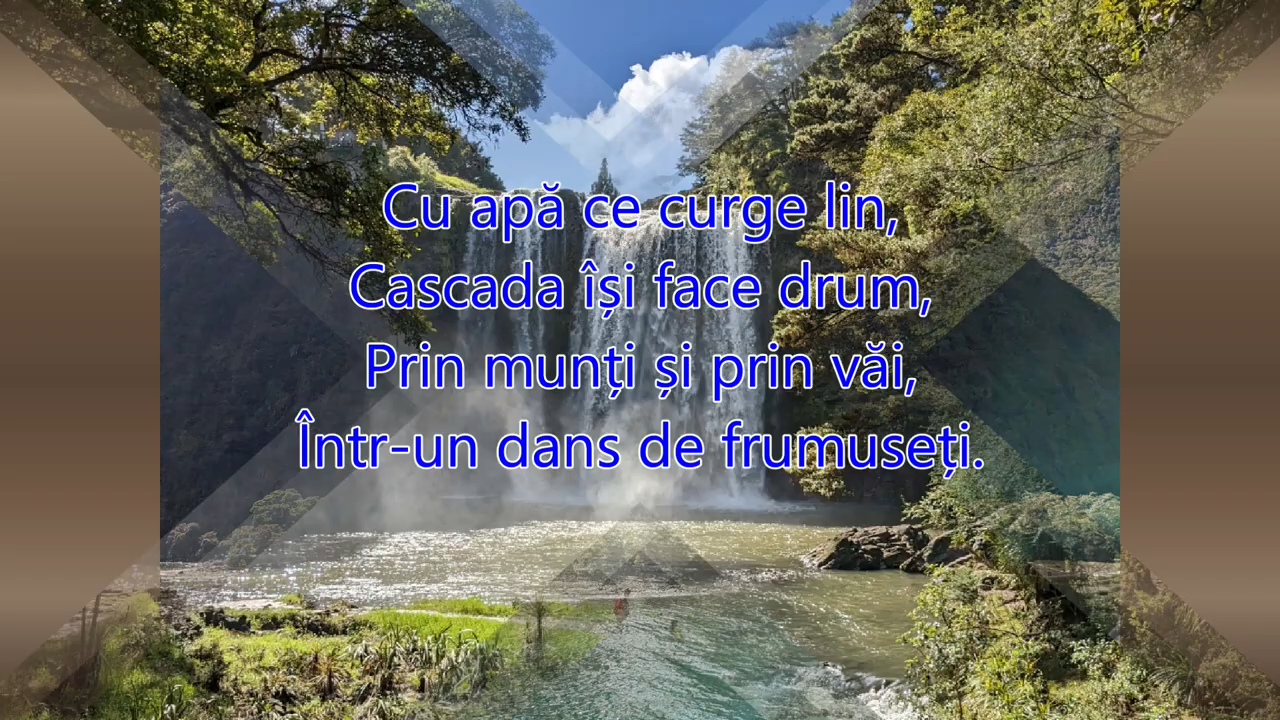 Cu apă ce curge lin,
Cascada își face drum,
Prin munți și prin văi,
Într-un dans de frumuseți.